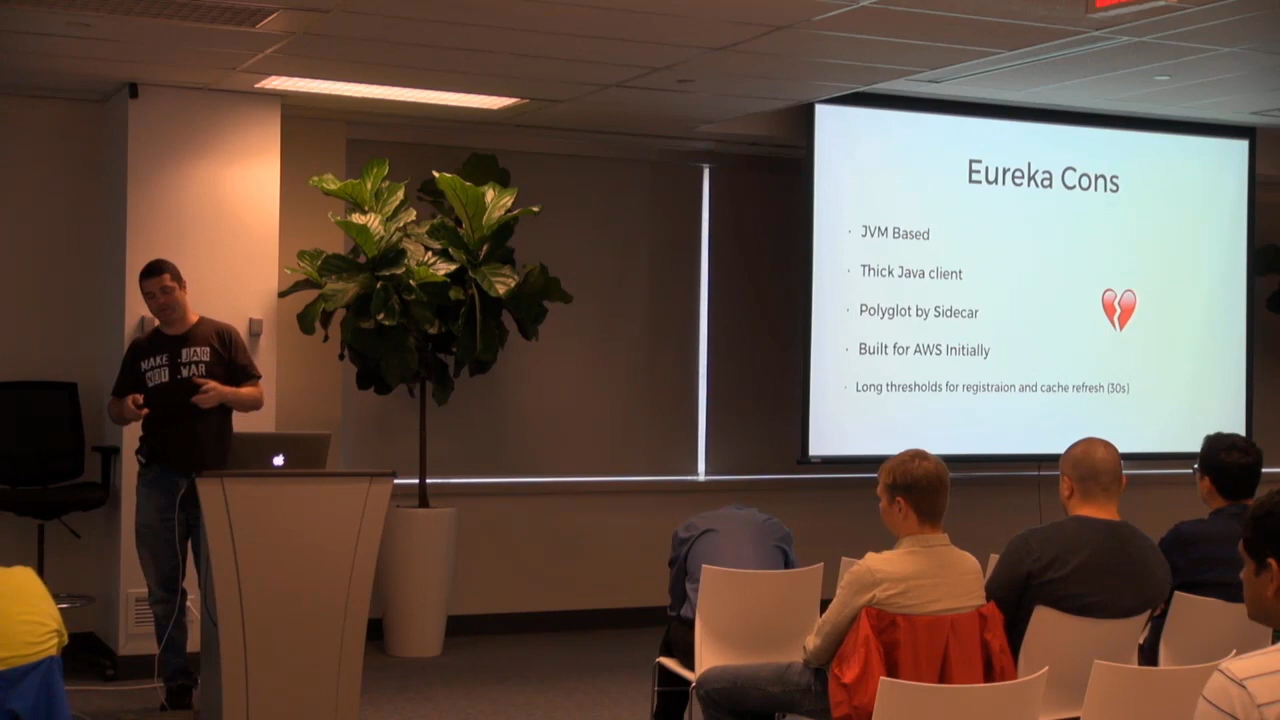 MAKE .JAR
NOT .WAR
Eureka Cons
· JVM Based
· Thick Java client
· Polyglot by Sidecar
· Built for AWS Initially
· Long thresholds for registraion and cache refresh (30s)